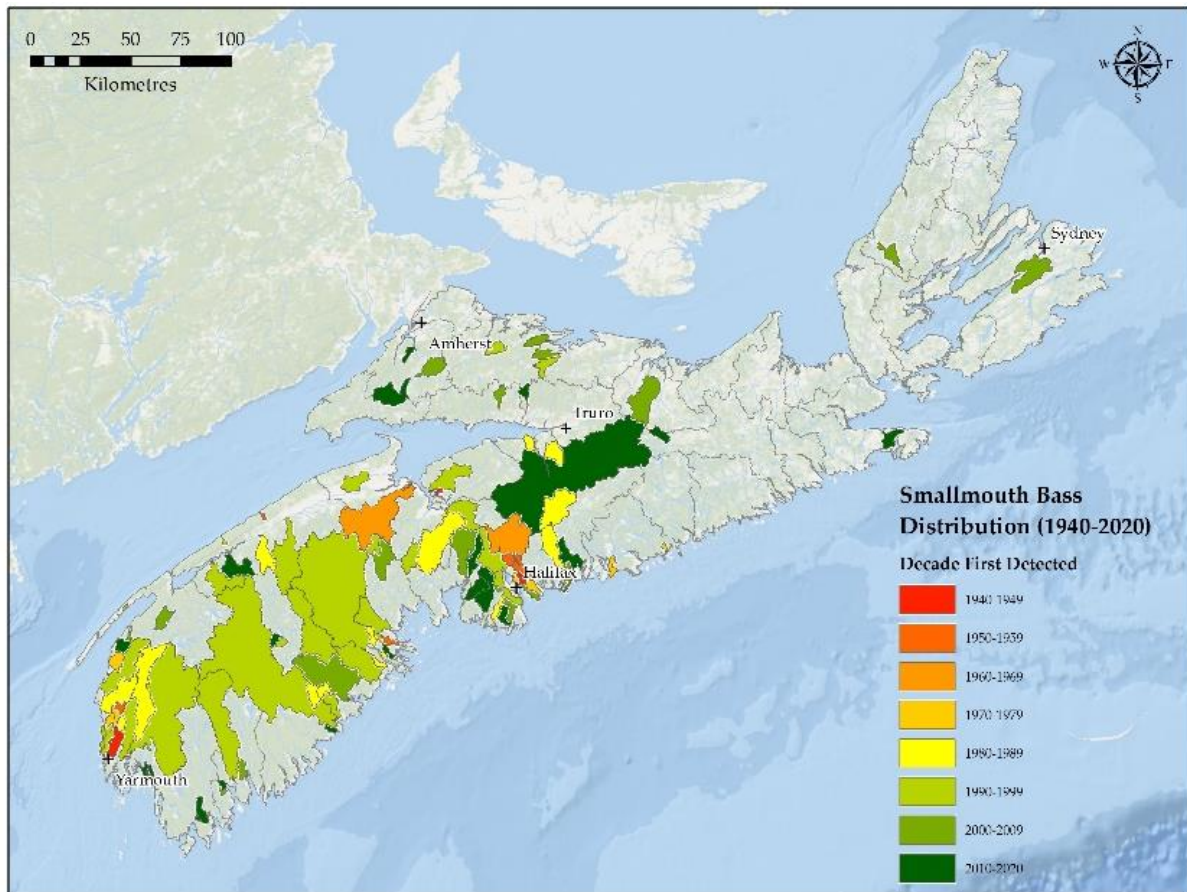 0 25 50 75 100
Kilometres
N
W E
S
Sydney
Amherst
Truro
Halifax
Yarmouth
Smallmouth Bass
Distribution (1940-2020)
Decade First Detected
1940-1949
1950-1959
1960-1969
1970-1979
1980-1989
1990-1999
2000-2009
2010-2020